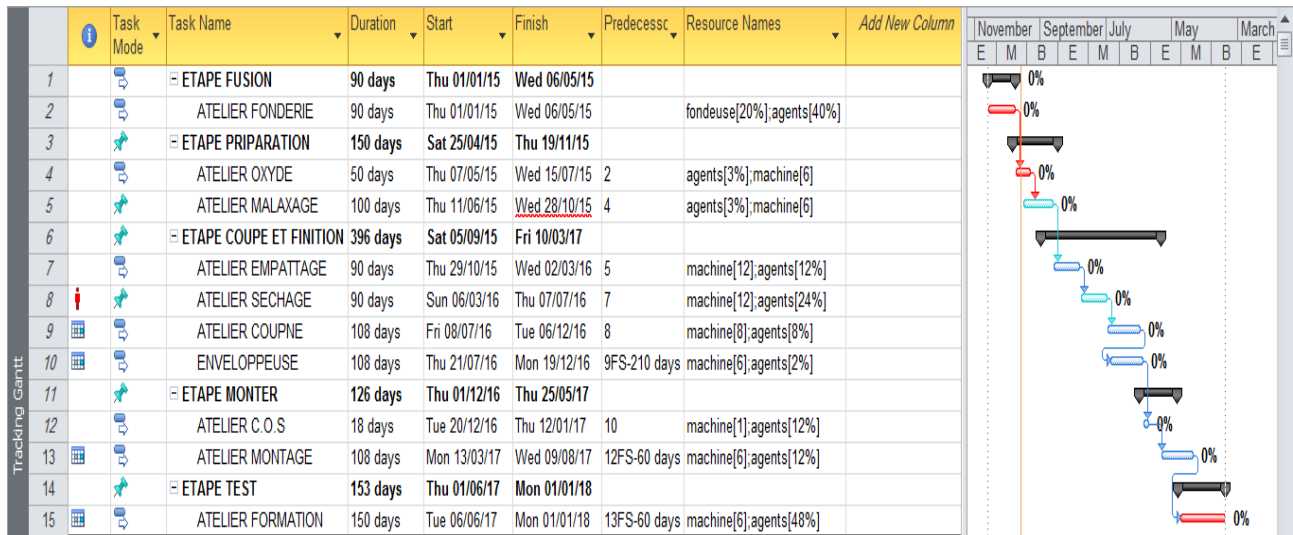 Task Mode Task Name Duration Start Finish Predecessc Resource Names Add New Column
November September July May March
E M B E M B E M B E
1 ETAPE FUSION 90 days Thu 01/01/15 Wed 06/05/15 0%
2 ATELIER FONDERIE 90 days Thu 01/01/15 Wed 06/05/15 fondeuse[20%];agents[40%] 0%
3 ETAPE PRIPARATION 150 days Sat 25/04/15 Thu 19/11/15
4 ATELIER OXYDE 50 days Thu 07/05/15 Wed 15/07/15 2 agents[3%];machine[6] 0%
5 ATELIER MALAXAGE 100 days Thu 11/06/15 Wed 28/10/15 4 agents[3%];machine[6] 0%
6 ETAPE COUPE ET FINITION 396 days Sat 05/09/15 Fri 10/03/17
7 ATELIER EMPATTAGE 90 days Thu 29/10/15 Wed 02/03/16 5 machine[12];agents[12%] 0%
8 ATELIER SECHAGE 90 days Sun 06/03/16 Thu 07/07/16 7 machine[12];agents[24%] 0%
9 ATELIER COUPNE 108 days Fri 08/07/16 Tue 06/12/16 8 machine[8];agents[8%] 0%
10 ENVELOPPEUSE 108 days Thu 21/07/16 Mon 19/12/16 9FS-210 days machine[6];agents[2%] 0%
11 ETAPE MONTER 126 days Thu 01/12/16 Thu 25/05/17
12 ATELIER C.O.S 18 days Tue 20/12/16 Thu 12/01/17 10 machine[1];agents[12%] 0%
13 ATELIER MONTAGE 108 days Mon 13/03/17 Wed 09/08/17 12FS-60 days machine[6];agents[12%] 0%
14 ETAPE TEST 153 days Thu 01/06/17 Mon 01/01/18
15 ATELIER FORMATION 150 days Tue 06/06/17 Mon 01/01/18 13FS-60 days machine[6];agents[48%] 0%
Tracking Gantt